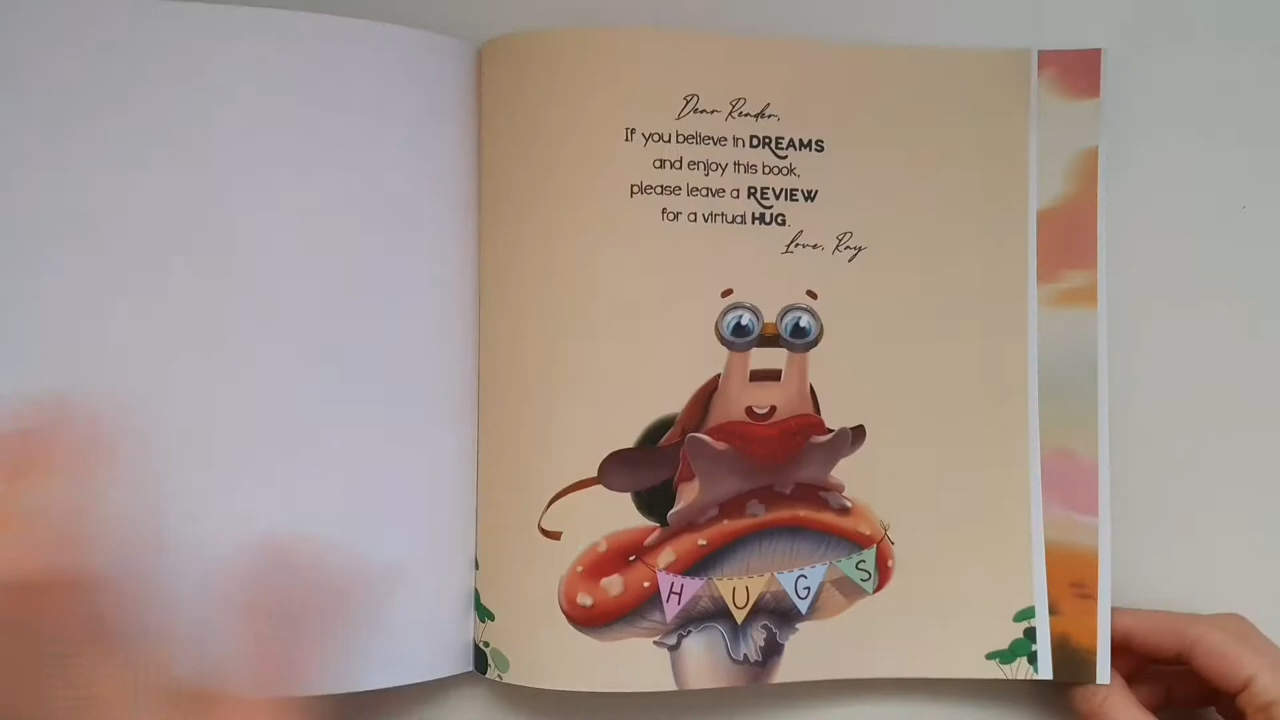 Dear Reader,
If you believe in DREAMS
and enjoy this book,
please leave a REVIEW
for a virtual HUG.
Love, Ray
HUGS